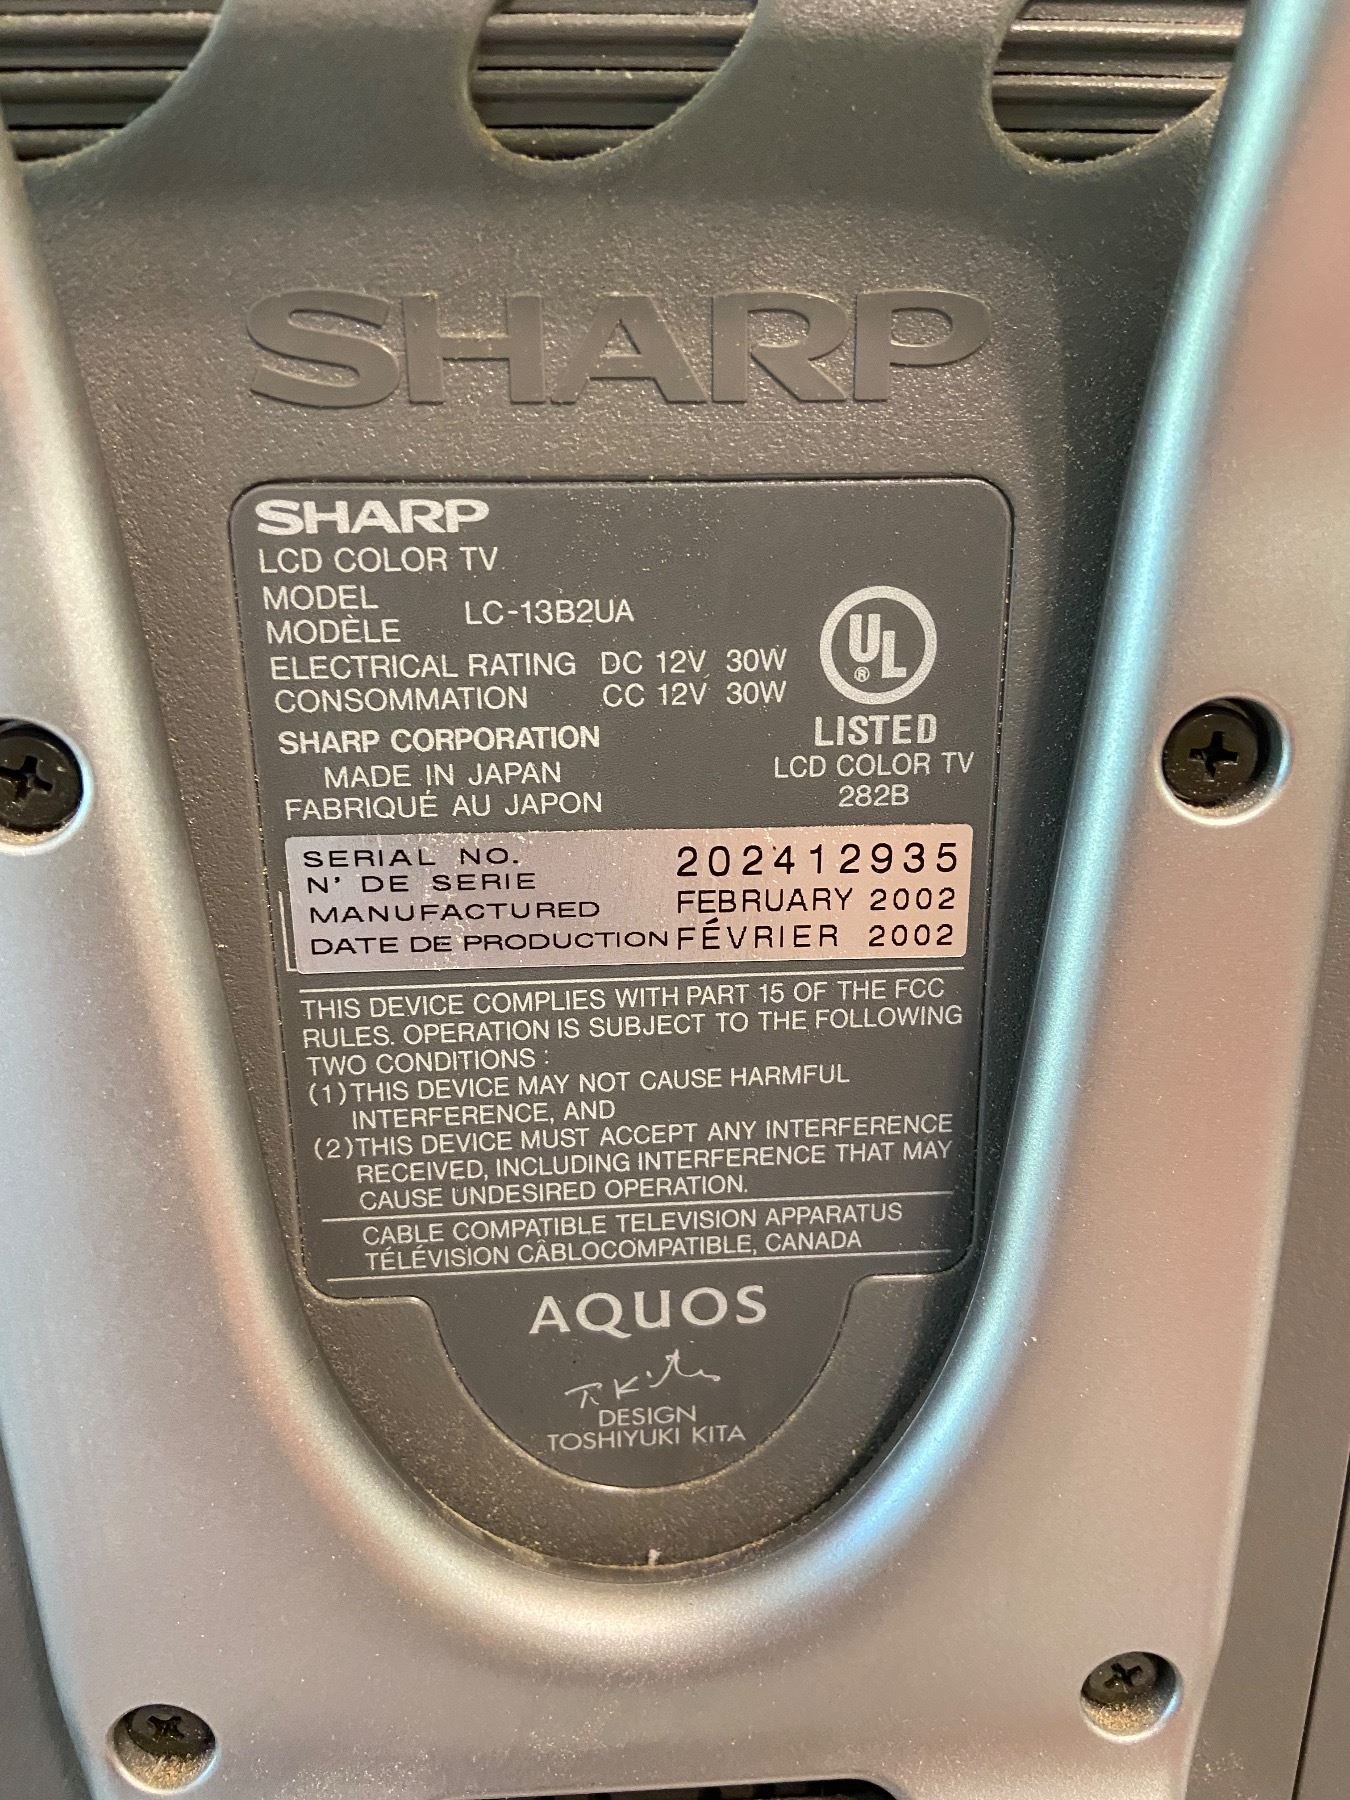 SHARP
SHARP
LCD COLOR TV
MODEL
MODÈLE
LC-13B2UA
ELECTRICAL RATING DC 12V 30W
CONSOMMATION CC 12V 30W
SHARP CORPORATION
MADE IN JAPAN
FABRIQUÉ AU JAPON
UL
®
LISTED
LCD COLOR TV
282B
SERIAL NO. 202412935
N' DE SERIE
MANUFACTURED FEBRUARY 2002
DATE DE PRODUCTION FÉVRIER 2002
THIS DEVICE COMPLIES WITH PART 15 OF THE FCC
RULES. OPERATION IS SUBJECT TO THE FOLLOWING
TWO CONDITIONS :
(1)THIS DEVICE MAY NOT CAUSE HARMFUL
INTERFERENCE, AND
(2)THIS DEVICE MUST ACCEPT ANY INTERFERENCE
RECEIVED, INCLUDING INTERFERENCE THAT MAY
CAUSE UNDESIRED OPERATION.
CABLE COMPATIBLE TELEVISION APPARATUS
TÉLÉVISION CÂBLOCOMPATIBLE, CANADA
AQUOS
T. Kita
DESIGN
TOSHIYUKI KITA